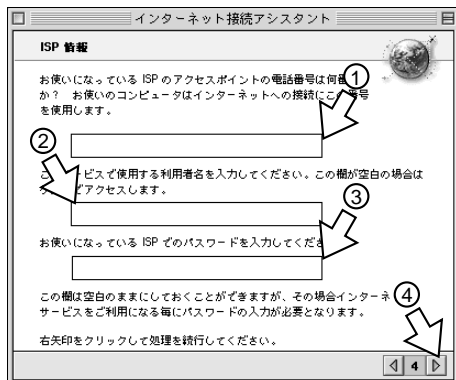 インターネット接続アシスタント
ISP 情報
お使いになっている ISP のアクセスポイントの電話番号は何番
①
か? お使いのコンピュータはインターネットへの接続にこ 番号
を使用します。
②
こ ービスで使用する利用者名を入力してください。この欄が空白の場合は
アクセスします。
③
お使いになっている ISP でのパスワードを入力してくださ
この欄は空白のままにしておくことができますが、その場合インターネ
④
サービスをご利用になる毎にパスワードの入力が必要となります。
右矢印をクリックして処理を続行してください。
4